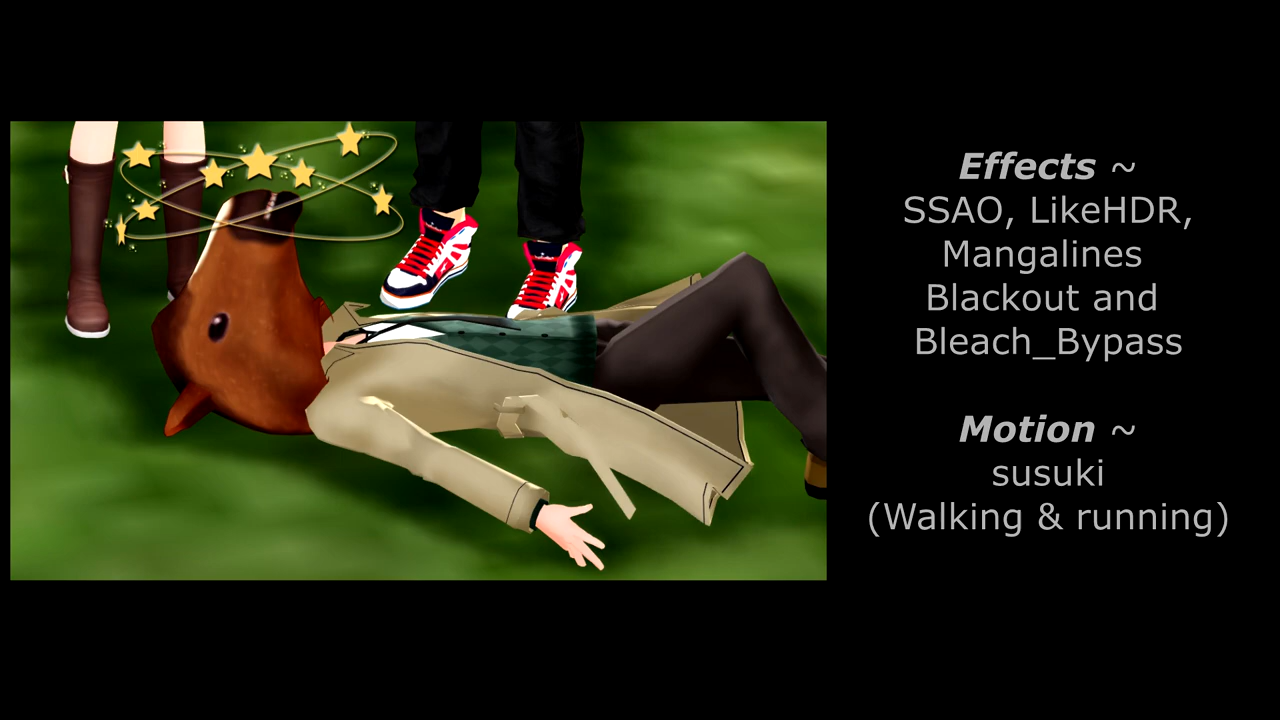 Effects ~
SSAO, LikeHDR,
Mangalines
Blackout and
Bleach_Bypass
Motion ~
susuki
(Walking & running)